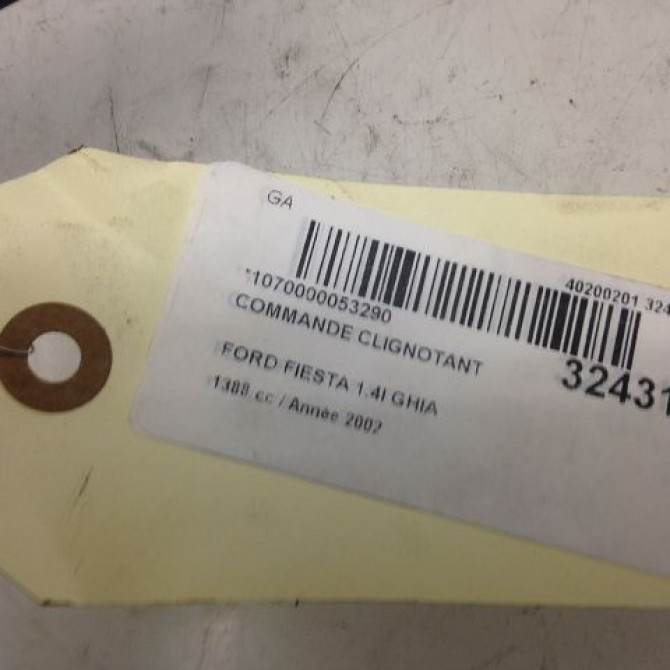 GA
40200201 324
*1070000053290
COMMANDE CLIGNOTANT
32431
FORD FIESTA 1.4I GHIA
1388 cc / Année 2002